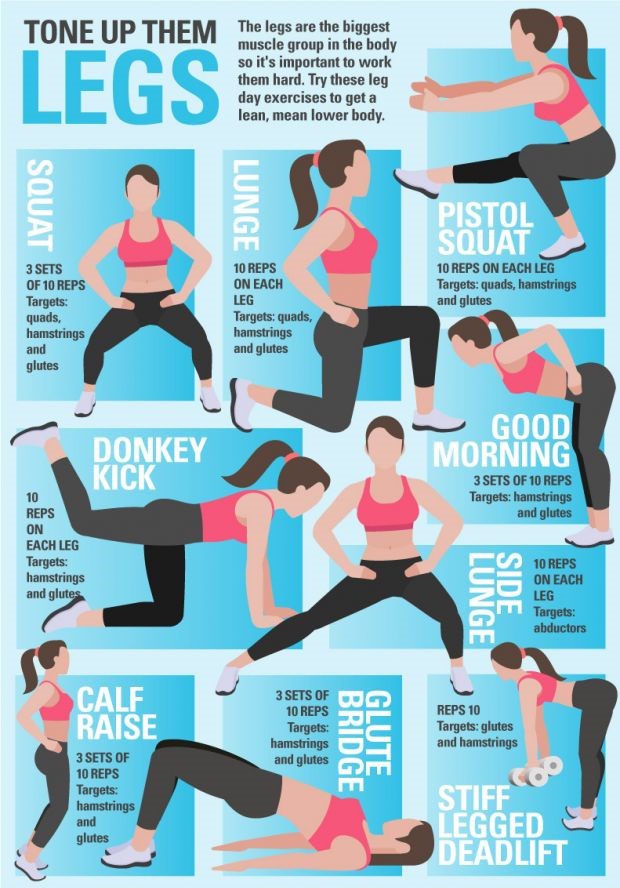 TONE UP THEM
LEGS
The legs are the biggest
muscle group in the body
so it's important to work
them hard. Try these leg
day exercises to get a
lean, mean lower body.
SQUAT
3 SETS
OF 10 REPS
Targets:
quads,
hamstrings
and
glutes
LUNGE
10 REPS
ON EACH
LEG
Targets: quads,
hamstrings
and glutes
PISTOL
SQUAT
10 REPS ON EACH LEG
Targets: quads, hamstrings
and glutes
DONKEY
KICK
10
REPS
ON
EACH LEG
Targets:
hamstrings
and glutes
GOOD
MORNING
3 SETS OF 10 REPS
Targets: hamstrings
and glutes
SIDE
LUNGE
10 REPS
ON EACH
LEG
Targets:
abductors
CALF
RAISE
3 SETS OF
10 REPS
Targets:
hamstrings
and
glutes
GLUTE
BRIDGE
3 SETS OF
10 REPS
Targets:
hamstrings
and glutes
REPS 10
Targets: glutes
and hamstrings
STIFF
LEGGED
DEADLIFT